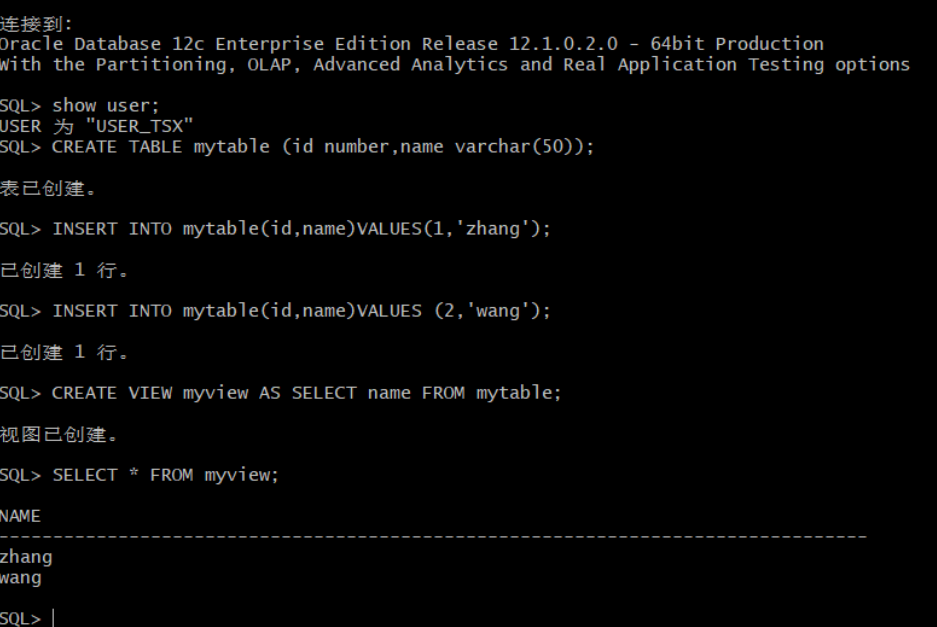 连接到:
Oracle Database 12c Enterprise Edition Release 12.1.0.2.0 - 64bit Production
With the Partitioning, OLAP, Advanced Analytics and Real Application Testing options
SQL> show user;
USER 为 "USER_TSX"
SQL> CREATE TABLE mytable (id number,name varchar(50));
表已创建。
SQL> INSERT INTO mytable(id,name)VALUES(1,'zhang');
已创建 1 行。
SQL> INSERT INTO mytable(id,name)VALUES (2,'wang');
已创建 1 行。
SQL> CREATE VIEW myview AS SELECT name FROM mytable;
视图已创建。
SQL> SELECT * FROM myview;
NAME
--------------------------------------------------------------------------------
zhang
wang
SQL>